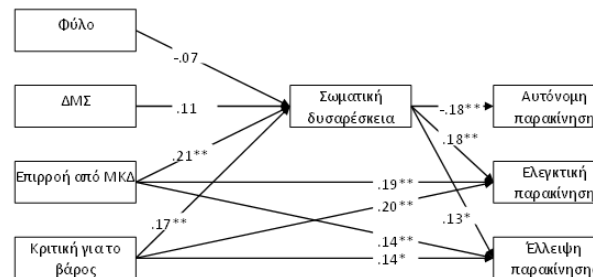 Φύλο
-.07
ΔΜΣ
.11
Σωματική
δυσαρέσκεια
-.18**
Αυτόνομη
παρακίνηση
.18**
.21**
Επιρροή από ΜΚΔ
.19**
Ελεγκτική
παρακίνηση
.20**
.17**
.13*
Κριτική για το
βάρος
.14**
.14*
Έλλειψη
παρακίνησης